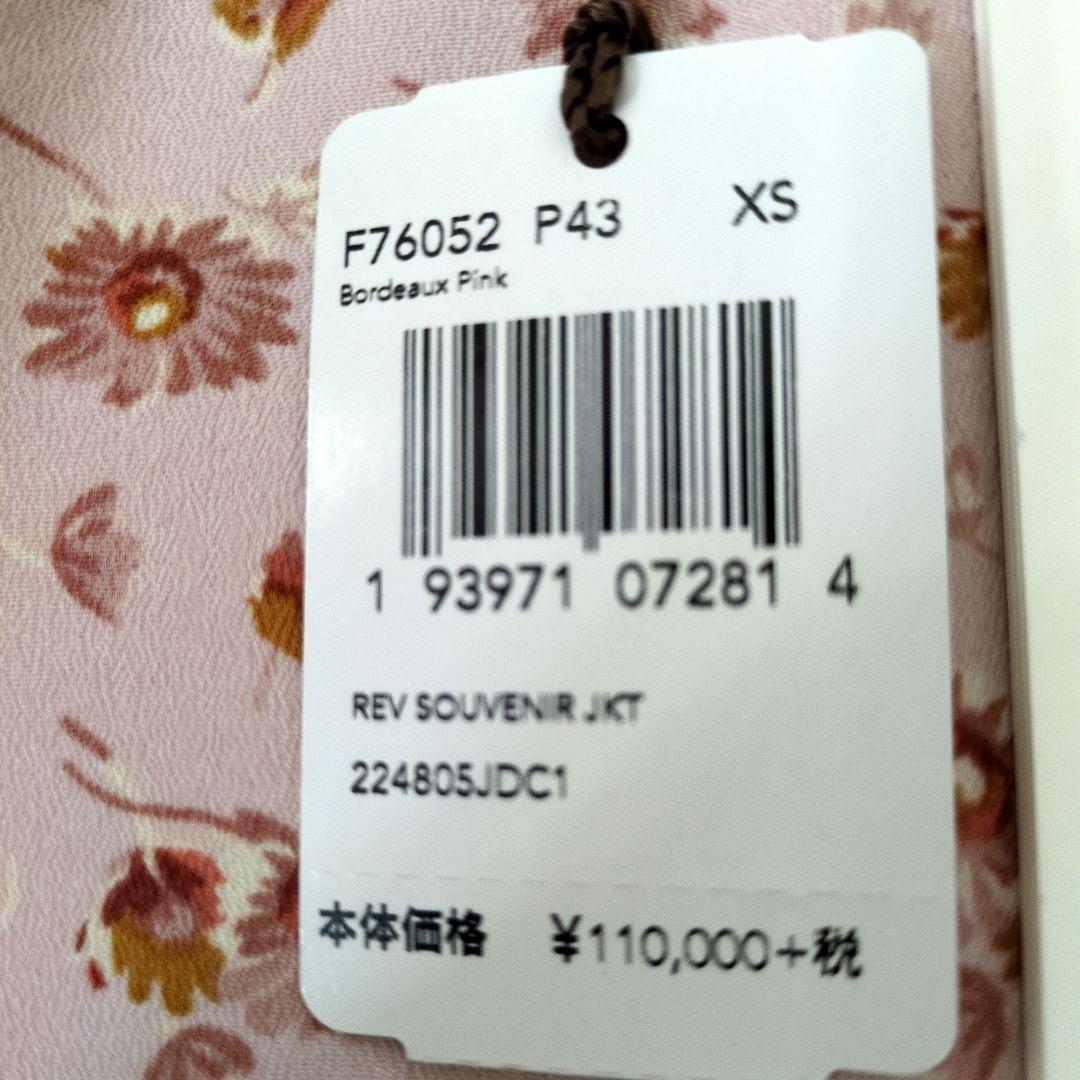 F76052 P43 XS
Bordeaux Pink
1 93971 07281 4
REV SOUVENIR JKT
224805JDC1
本体価格 ¥110,000+税